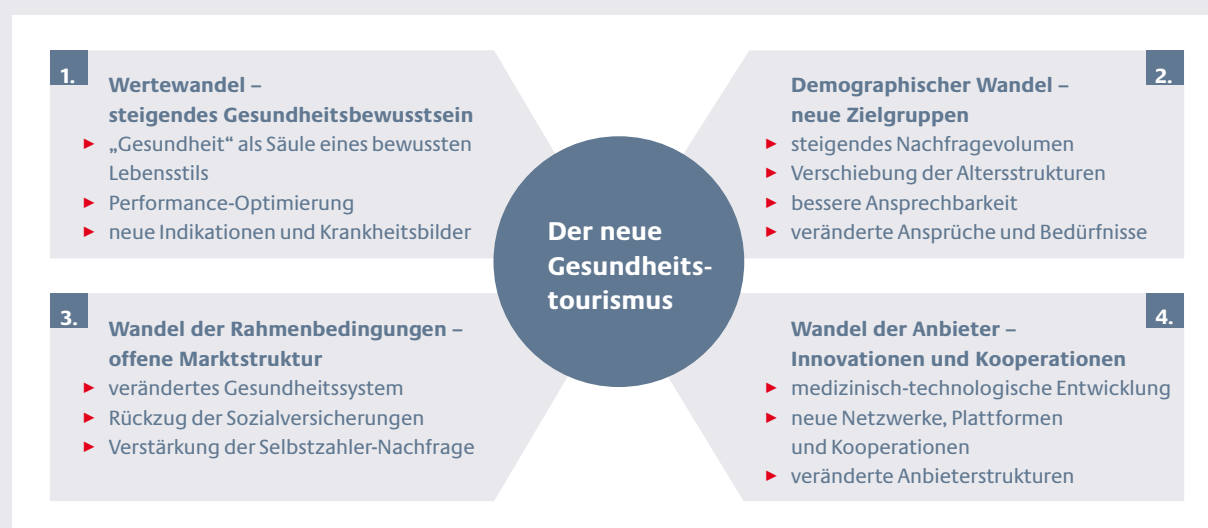 1.
Wertewandel –
steigendes Gesundheitsbewusstsein
► „Gesundheit“ als Säule eines bewussten
Lebensstils
► Performance-Optimierung
► neue Indikationen und Krankheitsbilder
2.
Demographischer Wandel –
neue Zielgruppen
► steigendes Nachfragevolumen
► Verschiebung der Altersstrukturen
► bessere Ansprechbarkeit
► veränderte Ansprüche und Bedürfnisse
Der neue
Gesundheits-
tourismus
3.
Wandel der Rahmenbedingungen –
offene Marktstruktur
► verändertes Gesundheitssystem
► Rückzug der Sozialversicherungen
► Verstärkung der Selbstzahler-Nachfrage
4.
Wandel der Anbieter –
Innovationen und Kooperationen
► medizinisch-technologische Entwicklung
► neue Netzwerke, Plattformen
und Kooperationen
► veränderte Anbieterstrukturen